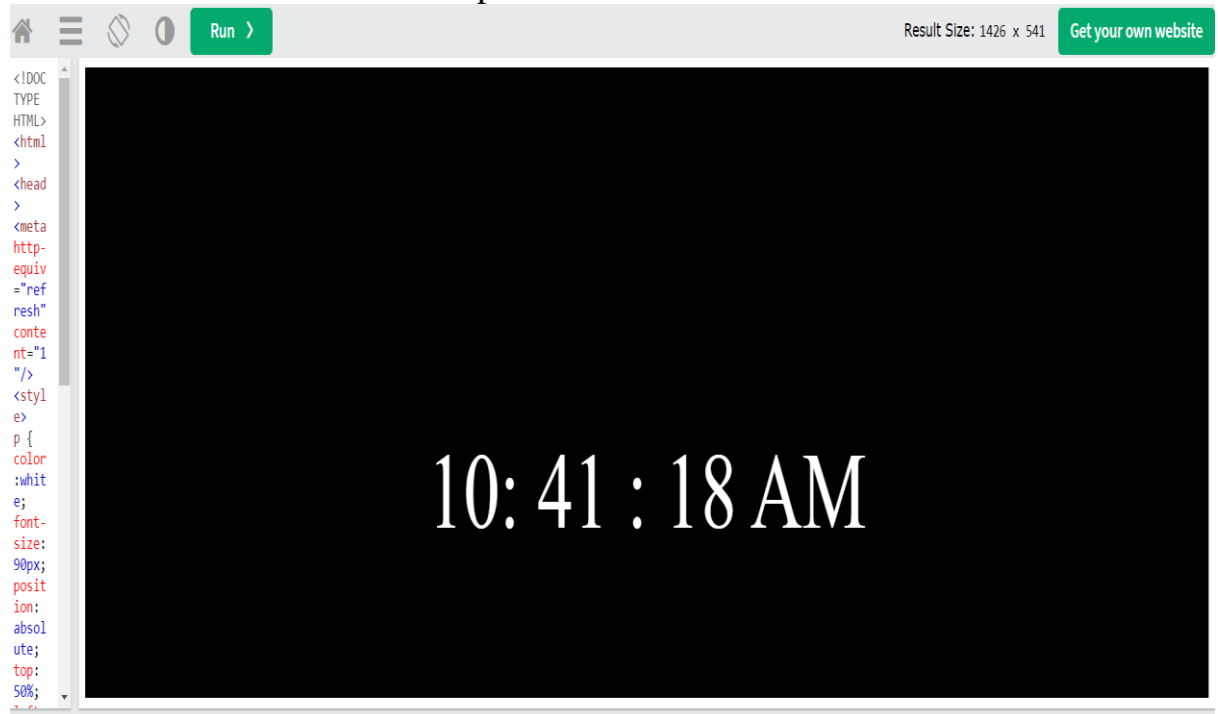 Run ❯
Result Size: 1426 x 541
Get your own website
<!DOC
TYPE
HTML>
<html
>
<head
>
<meta
http-
equiv
="ref
resh"
conte
nt="1
"/>
<styl
e>
p {
color
:whit
e;
font-
size:
90px;
posit
ion:
absol
ute;
top:
50%;
10: 41 : 18 AM